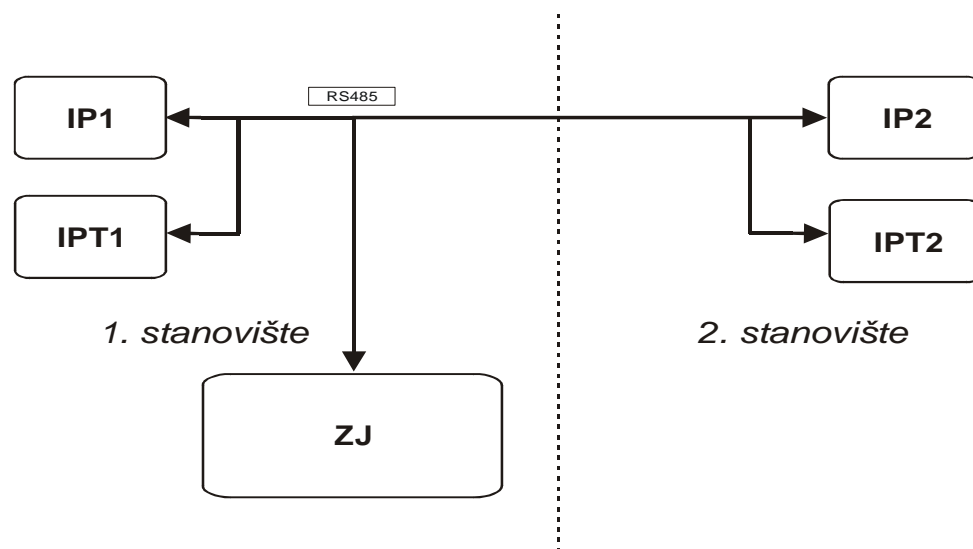 RS485
IP1
IP2
IPT1
IPT2
1. stanovište
2. stanovište
ZJ